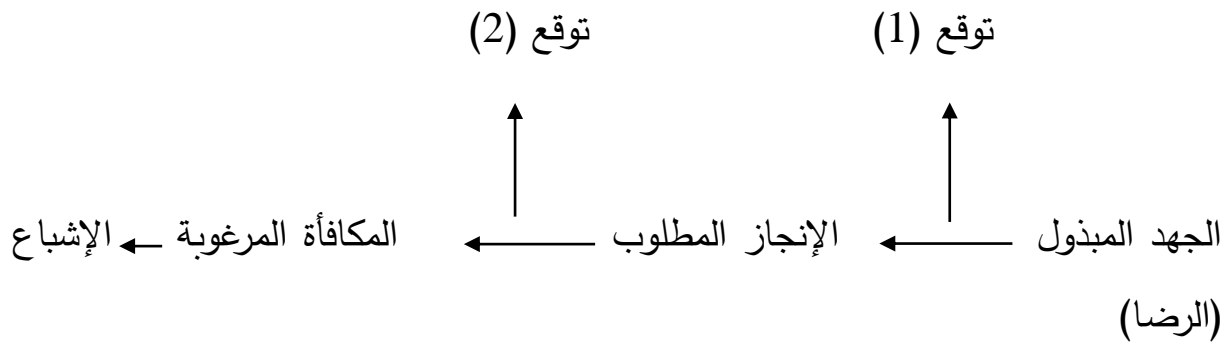 توقع (1) توقع (2)
الجهد المبذول الإنجاز المطلوب المكافأة المرغوبة الإشباع
(الرضا)